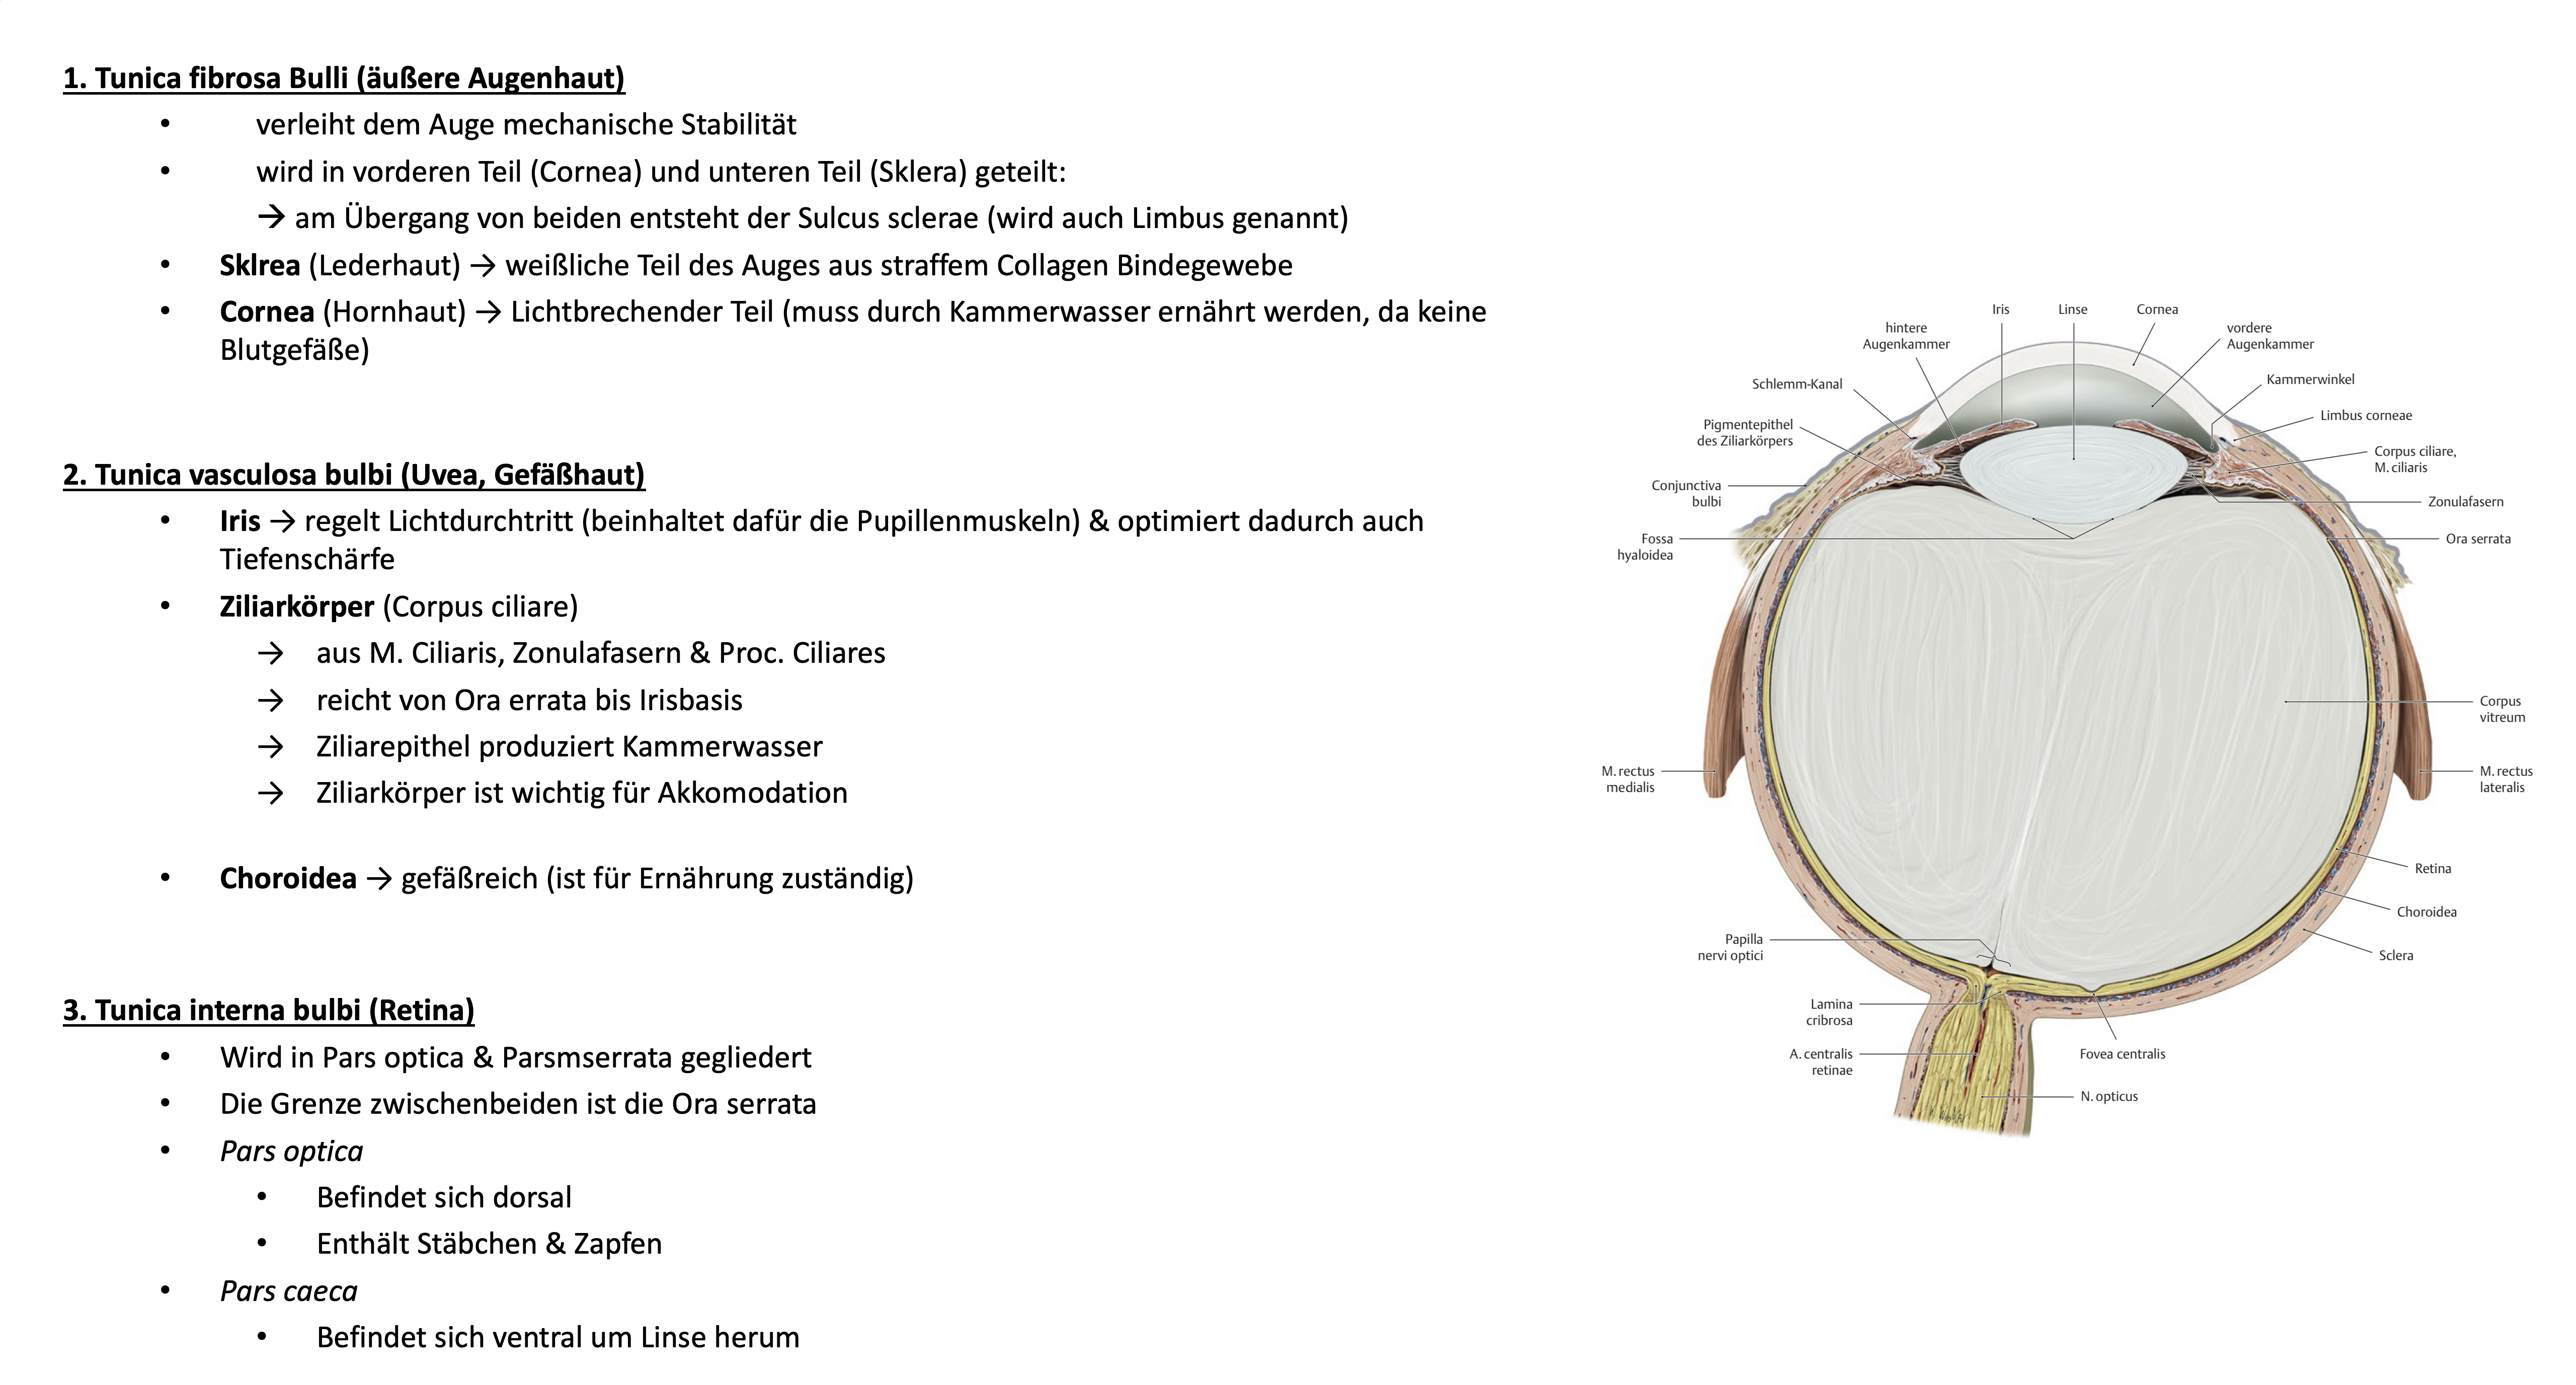 1. Tunica fibrosa Bulli (äußere Augenhaut)
• verleiht dem Auge mechanische Stabilität
• wird in vorderen Teil (Cornea) und unteren Teil (Sklera) geteilt:
→ am Übergang von beiden entsteht der Sulcus sclerae (wird auch Limbus genannt)
• Sklrea (Lederhaut) → weißliche Teil des Auges aus straffem Collagen Bindegewebe
• Cornea (Hornhaut) → Lichtbrechender Teil (muss durch Kammerwasser ernährt werden, da keine
Blutgefäße)
2. Tunica vasculosa bulbi (Uvea, Gefäßhaut)
• Iris → regelt Lichtdurchtritt (beinhaltet dafür die Pupillenmuskeln) & optimiert dadurch auch
Tiefenschärfe
• Ziliarkörper (Corpus ciliare)
→ aus M. Ciliaris, Zonulafasern & Proc. Ciliares
→ reicht von Ora errata bis Irisbasis
→ Ziliarepithel produziert Kammerwasser
→ Ziliarkörper ist wichtig für Akkomodation
• Choroidea → gefäßreich (ist für Ernährung zuständig)
3. Tunica interna bulbi (Retina)
• Wird in Pars optica & Parsmserrata gegliedert
• Die Grenze zwischenbeiden ist die Ora serrata
• Pars optica
• Befindet sich dorsal
• Enthält Stäbchen & Zapfen
• Pars caeca
• Befindet sich ventral um Linse herum
Iris
Linse
Cornea
hintere
Augenkammer
vordere
Augenkammer
Schlemm-Kanal
Kammerwinkel
Limbus corneae
Pigmentepithel
des Ziliarkörpers
Corpus ciliare,
M. ciliaris
Conjunctiva
bulbi
Zonulafasern
Fossa
hyaloidea
Ora serrata
Corpus
vitreum
M. rectus
medialis
M. rectus
lateralis
Retina
Choroidea
Papilla
nervi optici
Sclera
Lamina
cribrosa
A. centralis
retinae
Fovea centralis
N. opticus